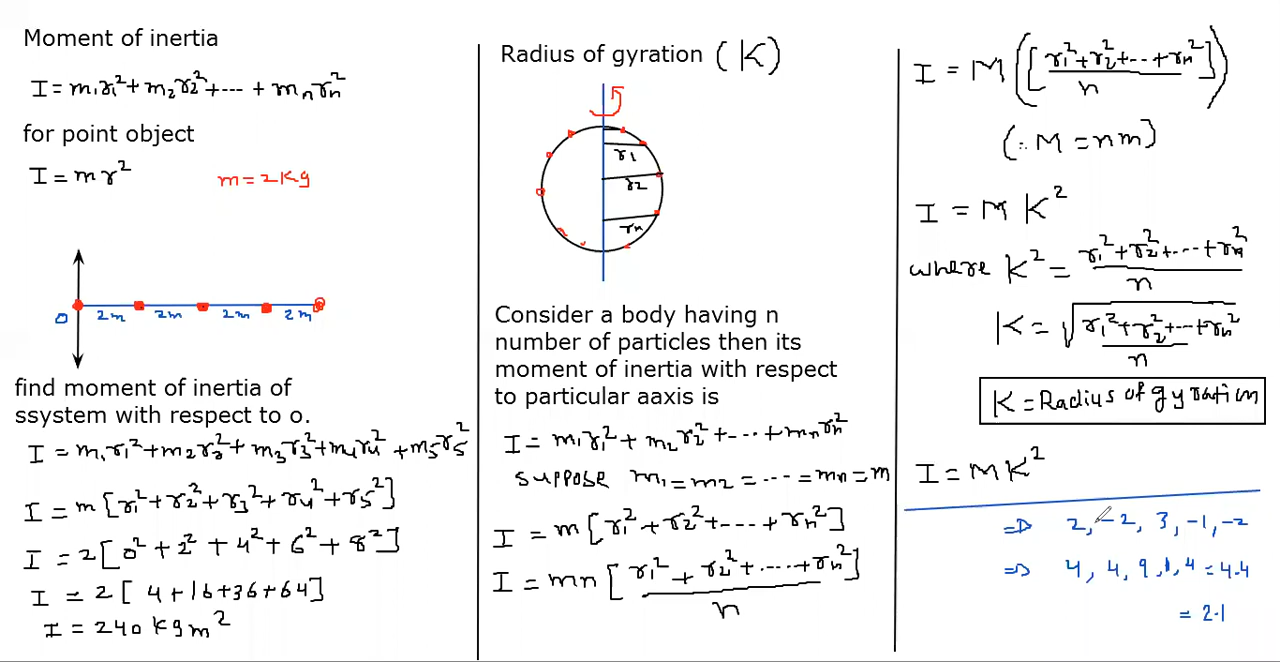 Moment of inertia
I = m₁r₁² + m₂r₂² + --- + mₙrₙ²
for point object
I = mr²
m = 2kg
0 2m 2m 2m 2m
find moment of inertia of
ssystem with respect to o.
I = m₁r₁² + m₂r₂² + m₃r₃² + m₄r₄² + m₅r₅²
I = m[r₁² + r₂² + r₃² + r₄² + r₅²]
I = 2[0² + 2² + 4² + 6² + 8²]
I = 2[4+16+36+64]
I = 240 kgm²
Radius of gyration (K)
r1
r2
rn
Consider a body having n
number of particles then its
moment of inertia with respect
to particular aaxis is
I = m₁r₁² + m₂r₂² + --- + mₙrₙ²
suppose m₁ = m₂ = ---- = mₙ = m
I = m[r₁² + r₂² + --- + rₙ²]
I = mn[r₁² + r₂² + ---- + rₙ²]
n
I = M([r₁² + r₂² + -- + rₙ²])
n
(∴ M = nm)
I = MK²
where K² = r₁² + r₂² + --- + rₙ²
n
K = √r₁² + r₂² + -- + rₙ²
n
K = Radius of gyration
I = MK²
⇒ 2, -2, 3, -1, -2
⇒ 4, 4, 9, 1, 4 = 4.4
= 2.1